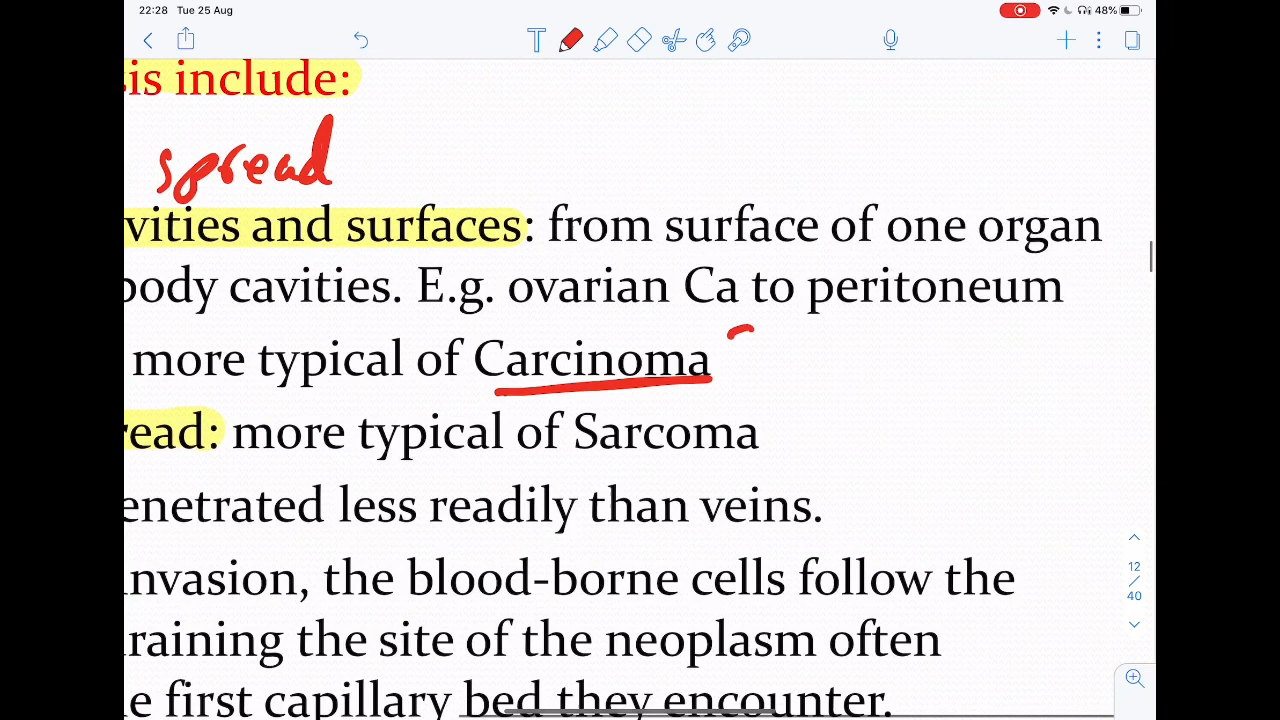 22:28 Tue 25 Aug 48%
sis include:
spread
vities and surfaces: from surface of one organ
body cavities. E.g. ovarian Ca to peritoneum
more typical of Carcinoma
read: more typical of Sarcoma
enetrated less readily than veins.
nvasion, the blood-borne cells follow the
raining the site of the neoplasm often
e first capillary bed they encounter.
12
/
40